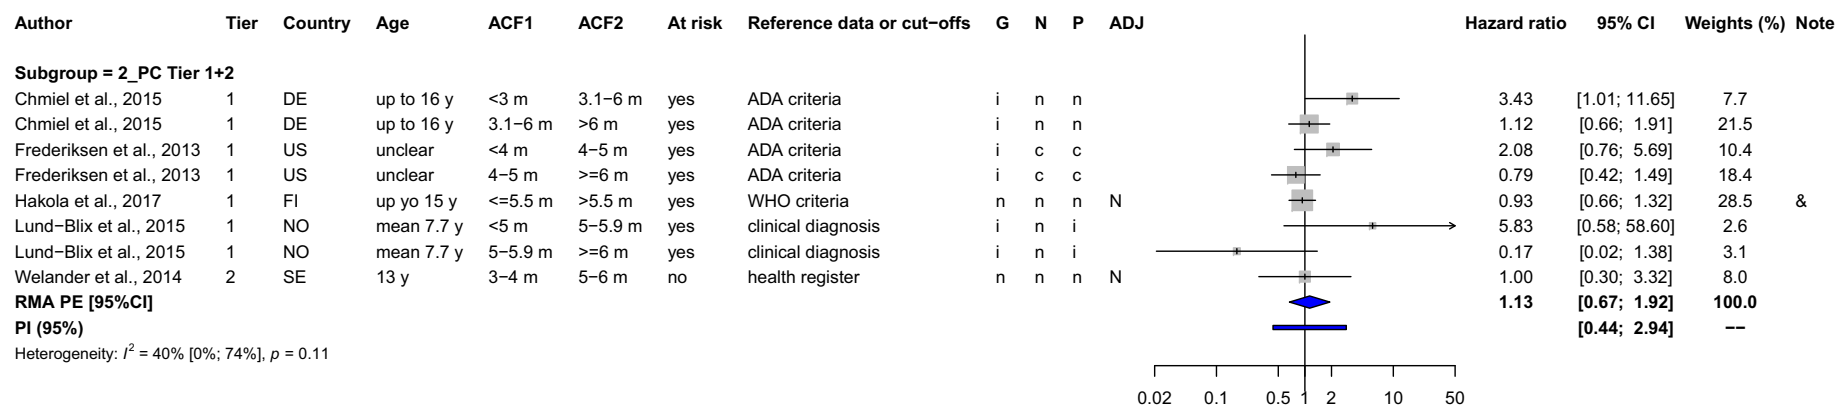 Author Tier Country Age ACF1 ACF2 At risk Reference data or cut−offs G N P ADJ Hazard ratio 95% CI Weights (%) Note
Subgroup = 2_PC Tier 1+2
Chmiel et al., 2015 1 DE up to 16 y <3 m 3.1−6 m yes ADA criteria i n n 3.43 [1.01; 11.65] 7.7
Chmiel et al., 2015 1 DE up to 16 y 3.1−6 m >6 m yes ADA criteria i n n 1.12 [0.66; 1.91] 21.5
Frederiksen et al., 2013 1 US unclear <4 m 4−5 m yes ADA criteria i c c 2.08 [0.76; 5.69] 10.4
Frederiksen et al., 2013 1 US unclear 4−5 m >=6 m yes ADA criteria i c c 0.79 [0.42; 1.49] 18.4
Hakola et al., 2017 1 FI up yo 15 y <=5.5 m >5.5 m yes WHO criteria n n n N 0.93 [0.66; 1.32] 28.5 &
Lund−Blix et al., 2015 1 NO mean 7.7 y <5 m 5−5.9 m yes clinical diagnosis i n i 5.83 [0.58; 58.60] 2.6
Lund−Blix et al., 2015 1 NO mean 7.7 y 5−5.9 m >=6 m yes clinical diagnosis i n i 0.17 [0.02; 1.38] 3.1
Welander et al., 2014 2 SE 13 y 3−4 m 5−6 m no health register n n n N 1.00 [0.30; 3.32] 8.0
RMA PE [95%CI] 1.13 [0.67; 1.92] 100.0
PI (95%) [0.44; 2.94] −−
Heterogeneity: I² = 40% [0%; 74%], p = 0.11
0.02 0.1 0.5 1 2 10 50